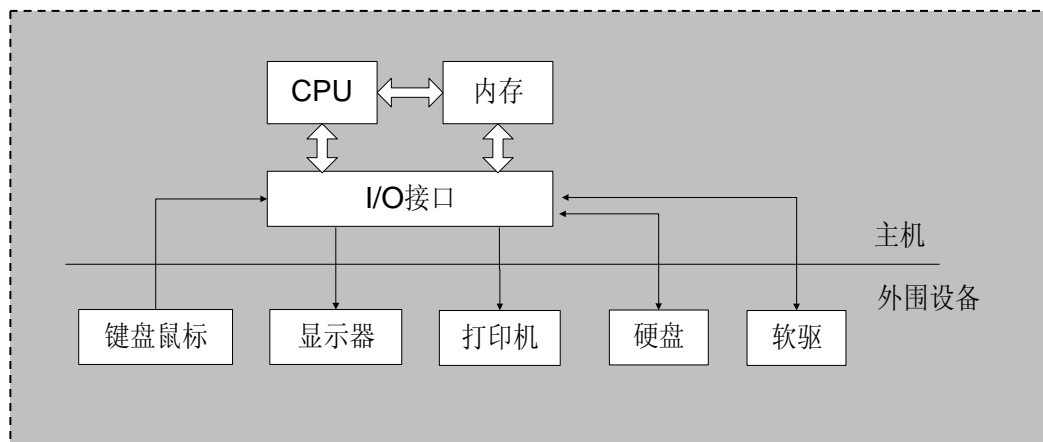 CPU
内存
I/O接口
主机
外围设备
键盘鼠标
显示器
打印机
硬盘
软驱